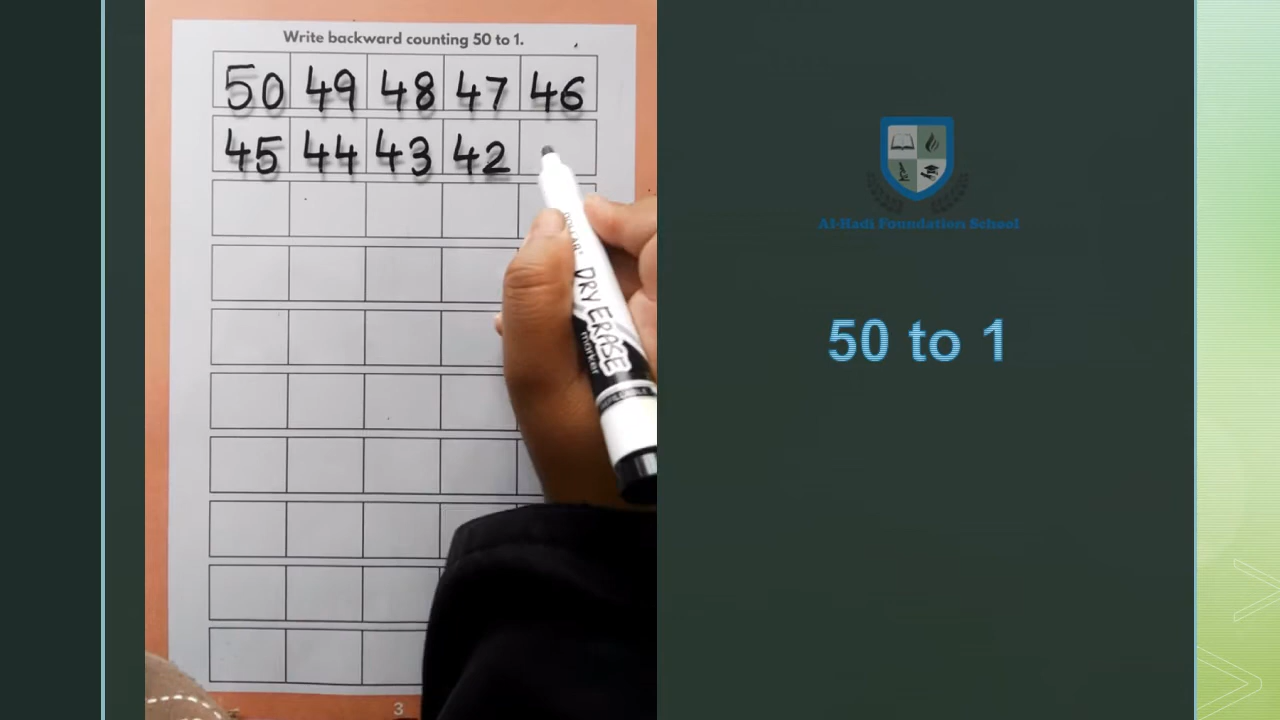 Write backward counting 50 to 1.
50 49 48 47 46
45 44 43 42
DRY ERASE
marker
3
Al-Hadi Foundation School
50 to 1